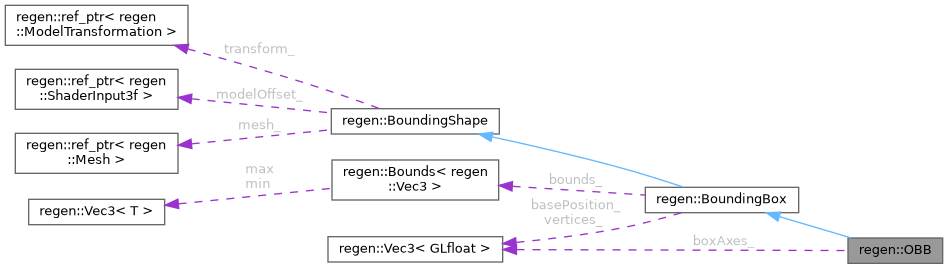 regen::ref_ptr< regen
::ModelTransformation >
transform_
regen::ref_ptr< regen
::ShaderInput3f >
modelOffset_
regen::BoundingShape
mesh_
regen::ref_ptr< regen
::Mesh >
max
min
regen::Bounds< regen
::Vec3 >
bounds_
regen::BoundingBox
regen::Vec3< T >
basePosition_
vertices_
regen::Vec3< GLfloat >
boxAxes_
regen::OBB